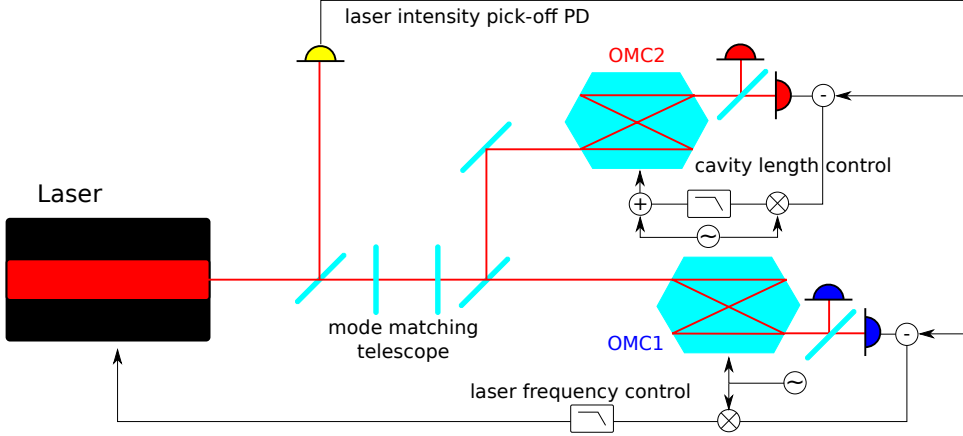 laser intensity pick-off PD
OMC2
-
cavity length control
+
~
Laser
mode matching
telescope
OMC1
-
laser frequency control
~